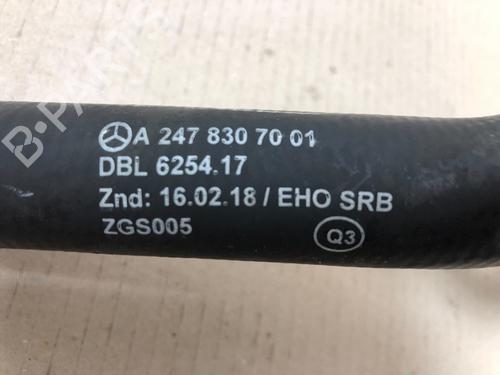 A 247 830 70 01
DBL 6254.17
Znd: 16.02.18 / EHO SRB
ZGS005
Q3